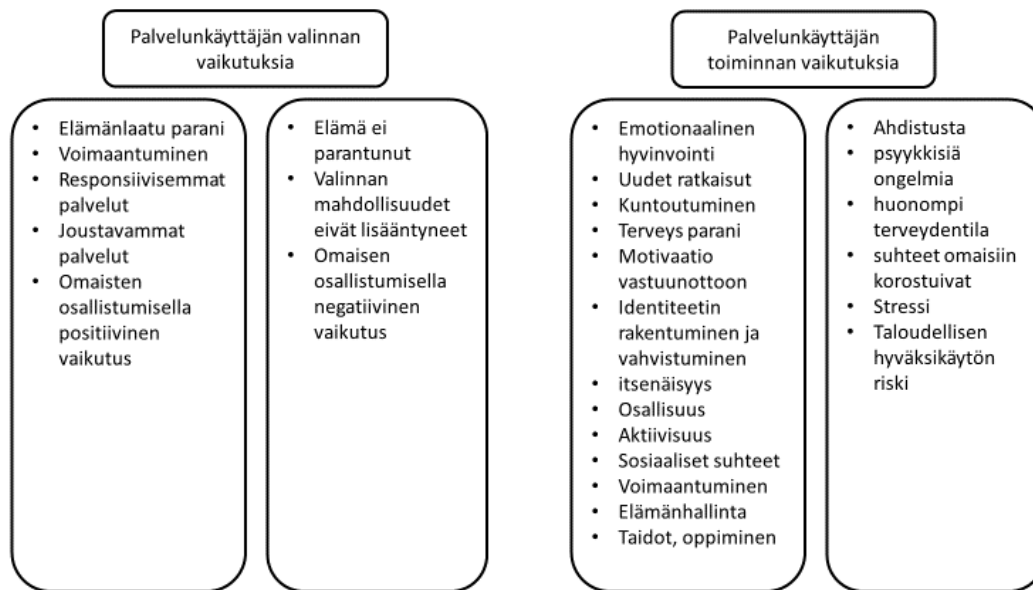 Palvelunkäyttäjän valinnan
vaikutuksia
• Elämänlaatu parani
• Voimaantuminen
• Responsiivisemmat
palvelut
• Joustavammat
palvelut
• Omaisten
osallistumisella
positiivinen
vaikutus
• Elämä ei
parantunut
• Valinnan
mahdollisuudet
eivät lisääntyneet
• Omaisen
osallistumisella
negatiivinen
vaikutus
Palvelunkäyttäjän
toiminnan vaikutuksia
• Emotionaalinen
hyvinvointi
• Uudet ratkaisut
• Kuntoutuminen
• Terveys parani
• Motivaatio
vastuunottoon
• Identiteetin
rakentuminen ja
vahvistuminen
• itsenäisyys
• Osallisuus
• Aktiivisuus
• Sosiaaliset suhteet
• Voimaantuminen
• Elämänhallinta
• Taidot, oppiminen
• Ahdistusta
• psyykkisiä
ongelmia
• huonompi
terveydentila
• suhteet omaisiin
korostuivat
• Stressi
• Taloudellisen
hyväksikäytön
riski